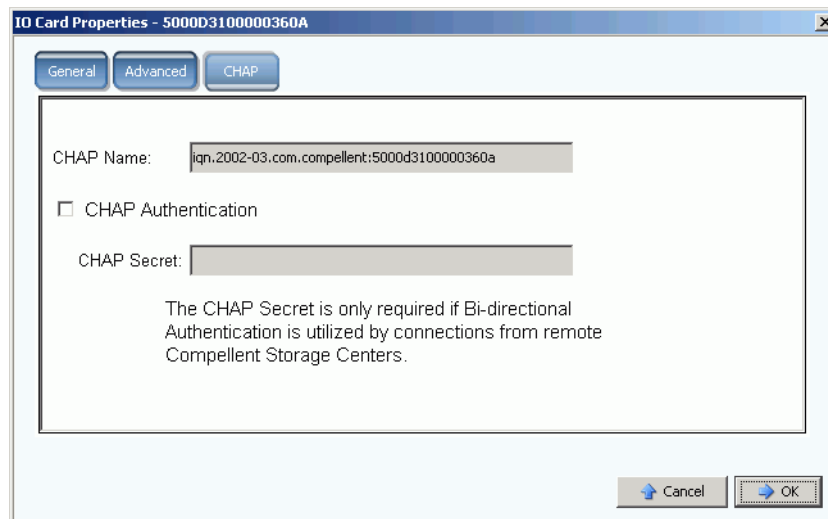 IO Card Properties - 5000D3100000360A
General Advanced CHAP
CHAP Name: iqn.2002-03.com.compellent:5000d3100000360a
CHAP Authentication
CHAP Secret:
The CHAP Secret is only required if Bi-directional
Authentication is utilized by connections from remote
Compellent Storage Centers.
Cancel OK